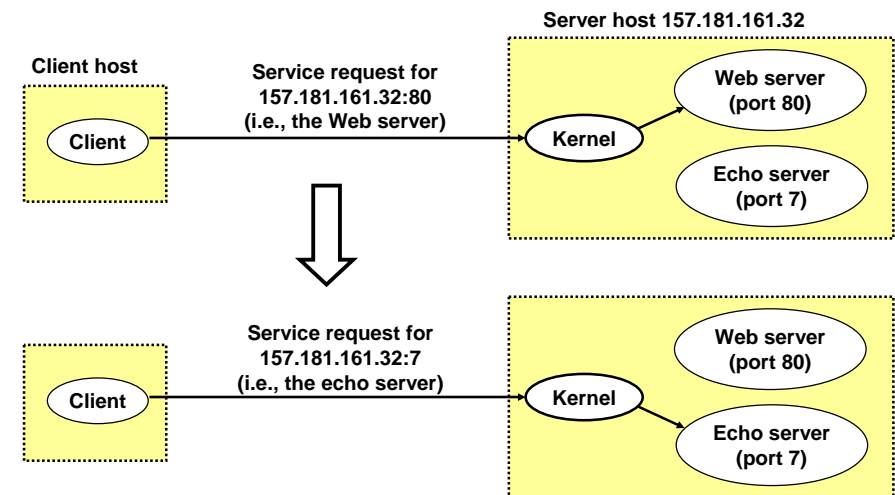 Server host 157.181.161.32
Client host
Service request for
157.181.161.32:80
(i.e., the Web server)
Client
Kernel
Web server
(port 80)
Echo server
(port 7)
Service request for
157.181.161.32:7
(i.e., the echo server)
Client
Kernel
Web server
(port 80)
Echo server
(port 7)